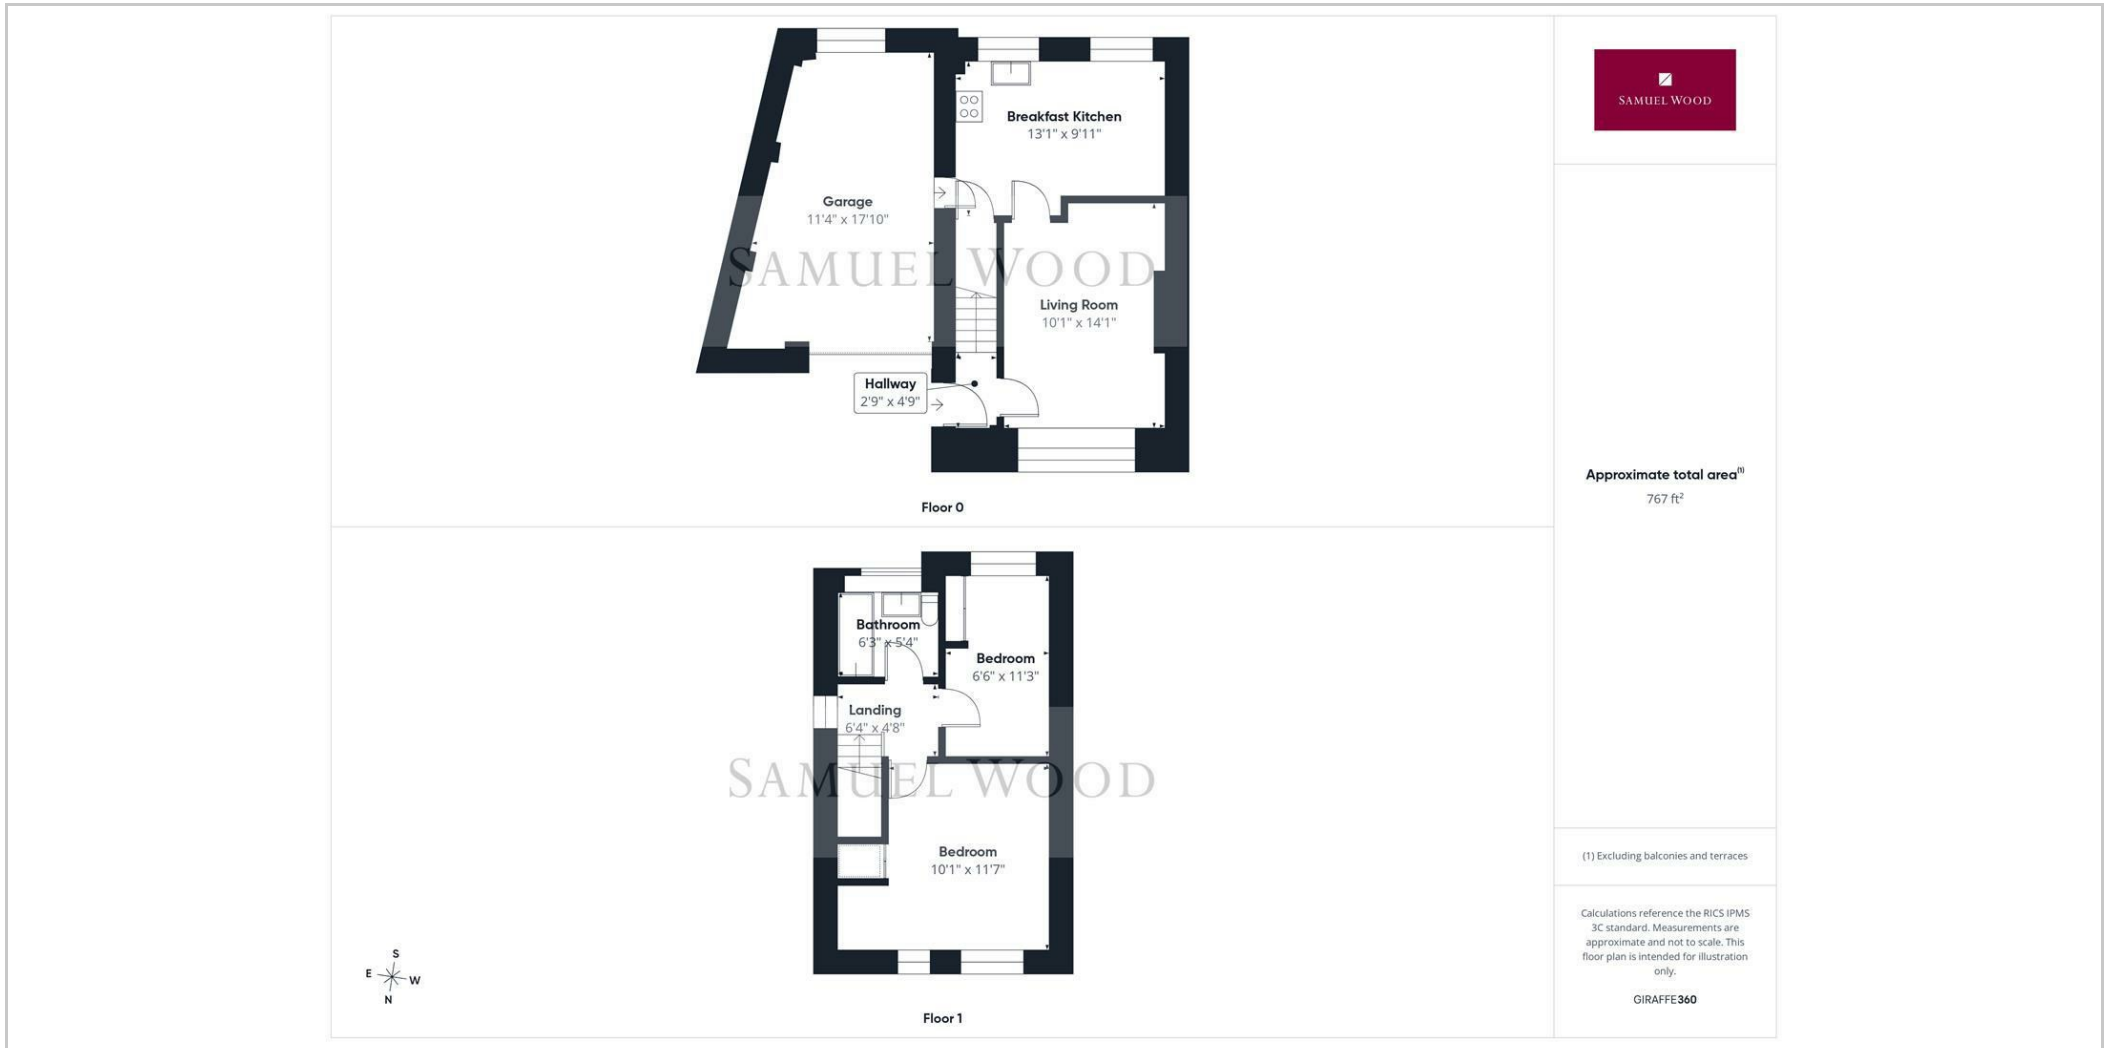 Breakfast Kitchen
13'1" x 9'11"
Garage
11'4" x 17'10"
SAMUEL WOOD
Living Room
10'1" x 14'1"
Hallway
2'9" x 4'9"
Floor 0
Bathroom
6'3" x 5'4"
Bedroom
6'6" x 11'3"
Landing
6'4" x 4'8"
SAMUEL WOOD
Bedroom
10'1" x 11'7"
S
E
W
N
Floor 1
SAMUEL WOOD
Approximate total area(1)
767 ft²
(1) Excluding balconies and terraces
Calculations reference the RICS IPMS
3C standard. Measurements are
approximate and not to scale. This
floor plan is intended for illustration
only.
GIRAFFE360